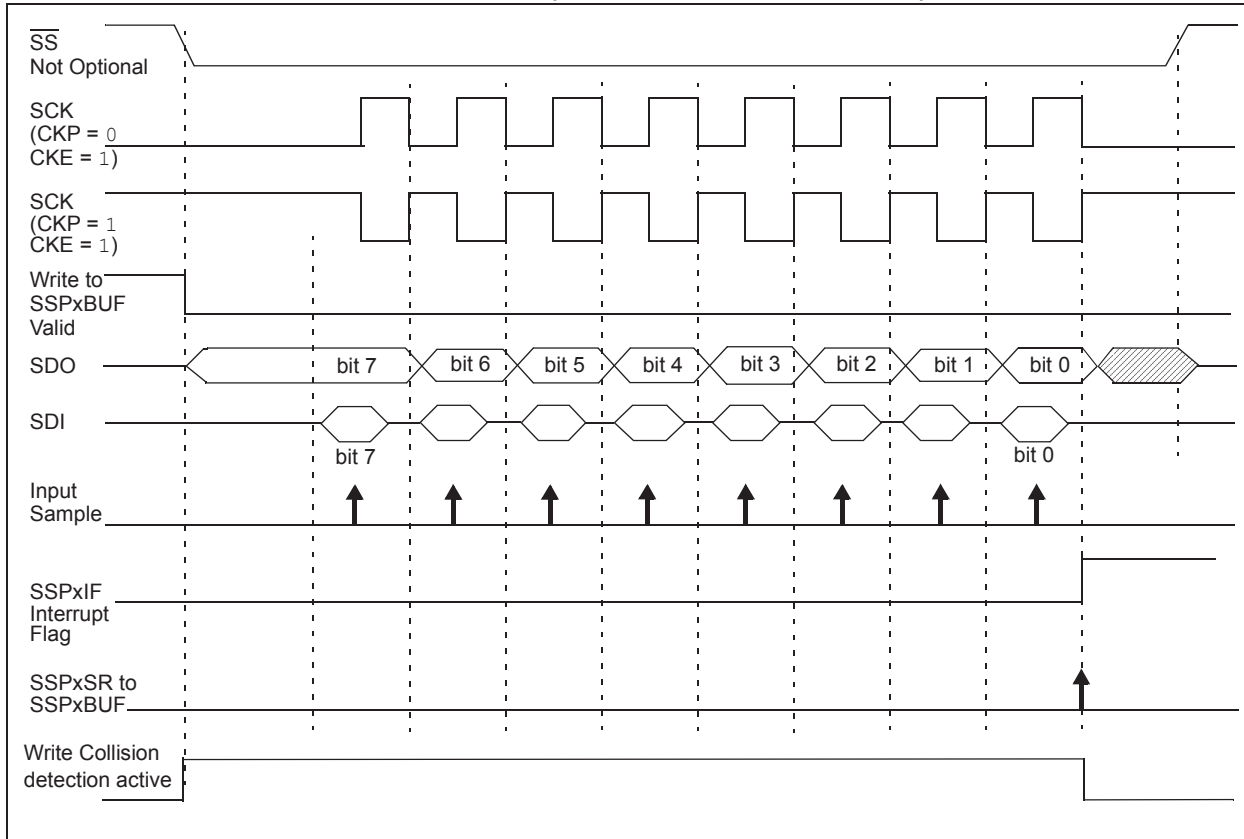 SS
Not Optional
SCK
(CKP = 0
CKE = 1)
SCK
(CKP = 1
CKE = 1)
Write to
SSPxBUF
Valid
SDO
bit 7 bit 6 bit 5 bit 4 bit 3 bit 2 bit 1 bit 0
SDI
bit 7 bit 0
Input
Sample
SSPxIF
Interrupt
Flag
SSPxSR to
SSPxBUF
Write Collision
detection active